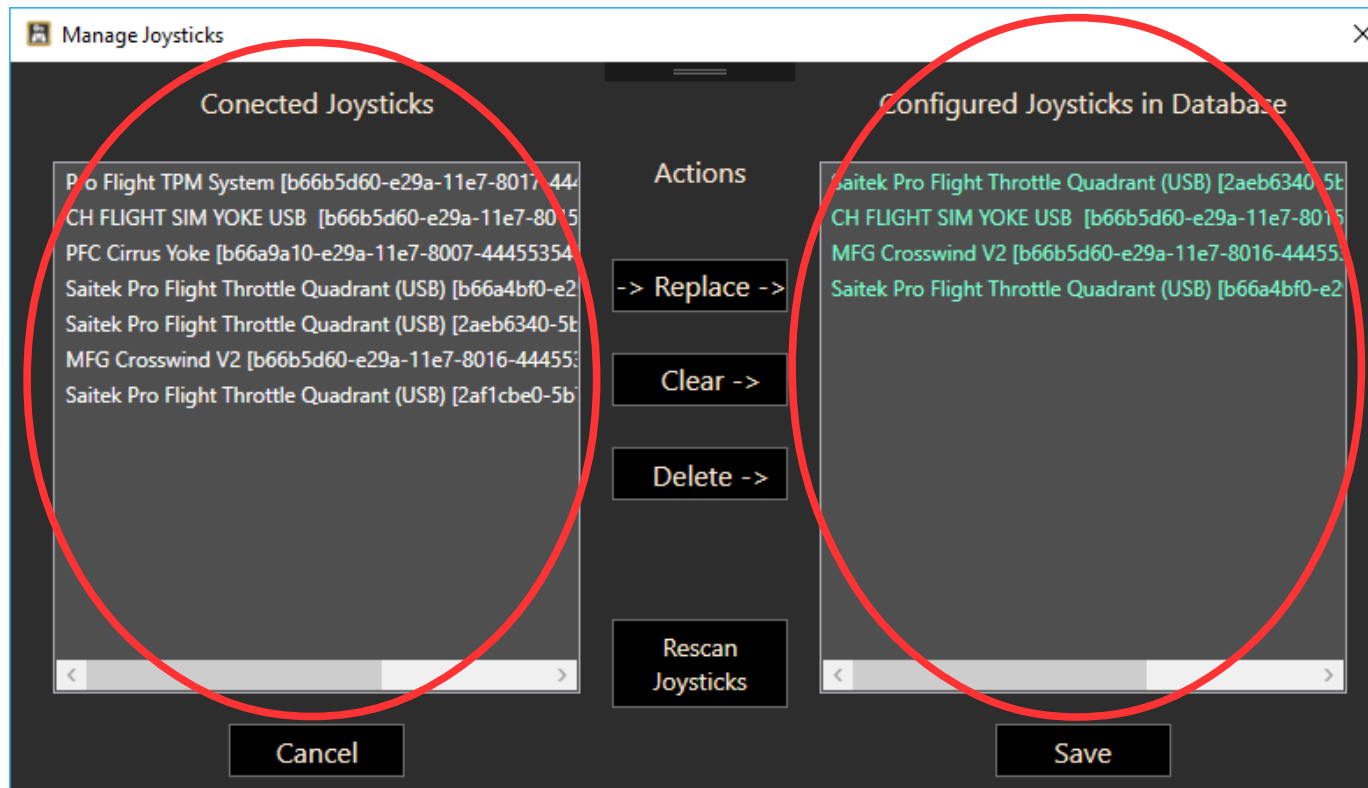 Manage Joysticks
Conected Joysticks
Pro Flight TPM System [b66b5d60-e29a-11e7-8017-444
CH FLIGHT SIM YOKE USB [b66b5d60-e29a-11e7-8015
PFC Cirrus Yoke [b66a9a10-e29a-11e7-8007-44455354
Saitek Pro Flight Throttle Quadrant (USB) [b66a4bf0-e2
Saitek Pro Flight Throttle Quadrant (USB) [2aeb6340-5b
MFG Crosswind V2 [b66b5d60-e29a-11e7-8016-444553
Saitek Pro Flight Throttle Quadrant (USB) [2af1cbe0-5b7
Cancel
Actions
-> Replace ->
Clear ->
Delete ->
Rescan
Joysticks
Configured Joysticks in Database
Saitek Pro Flight Throttle Quadrant (USB) [2aeb6340-5b
CH FLIGHT SIM YOKE USB [b66b5d60-e29a-11e7-8015
MFG Crosswind V2 [b66b5d60-e29a-11e7-8016-444553
Saitek Pro Flight Throttle Quadrant (USB) [b66a4bf0-e29
Save